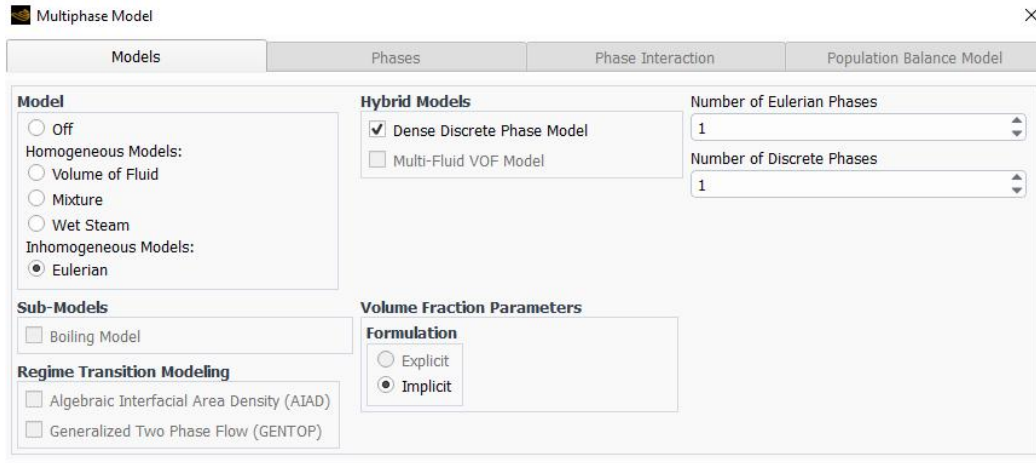 Multiphase Model
Models
Phases
Phase Interaction
Population Balance Model
Model
Off
Homogeneous Models:
Volume of Fluid
Mixture
Wet Steam
Inhomogeneous Models:
Eulerian
Hybrid Models
Dense Discrete Phase Model
Multi-Fluid VOF Model
Number of Eulerian Phases
1
Number of Discrete Phases
1
Sub-Models
Boiling Model
Regime Transition Modeling
Algebraic Interfacial Area Density (AIAD)
Generalized Two Phase Flow (GENTOP)
Volume Fraction Parameters
Formulation
Explicit
Implicit